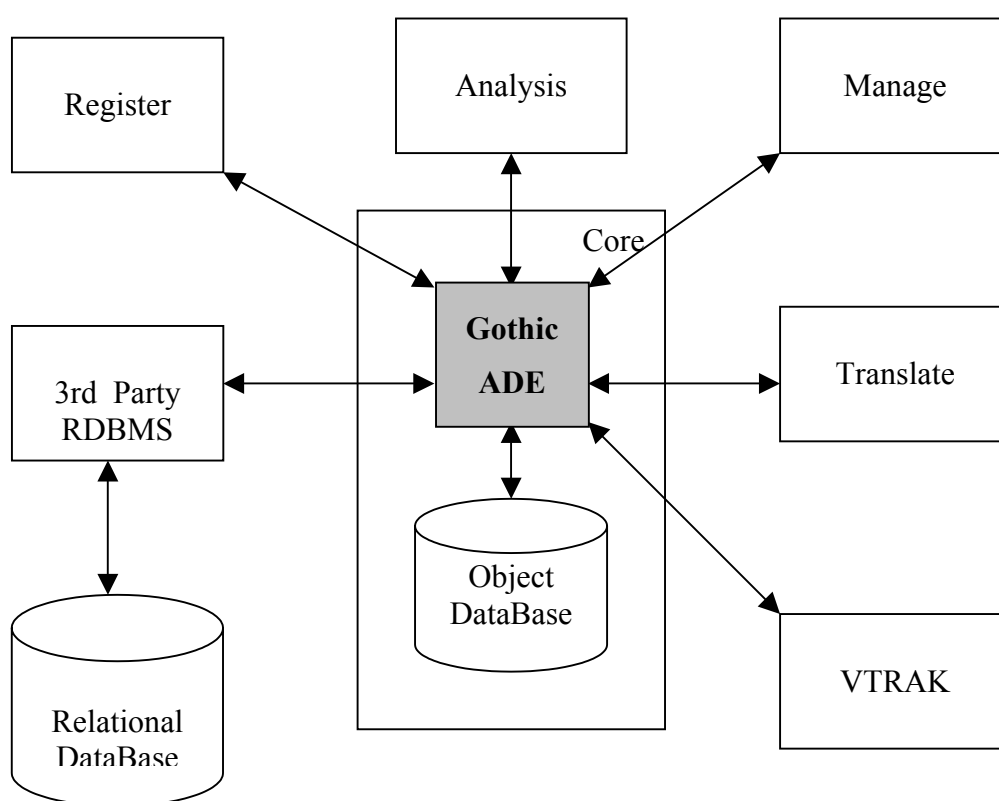 Register
Analysis
Manage
Core
Gothic
ADE
3rd Party
RDBMS
Translate
Object
DataBase
VTRAK
Relational
DataBase